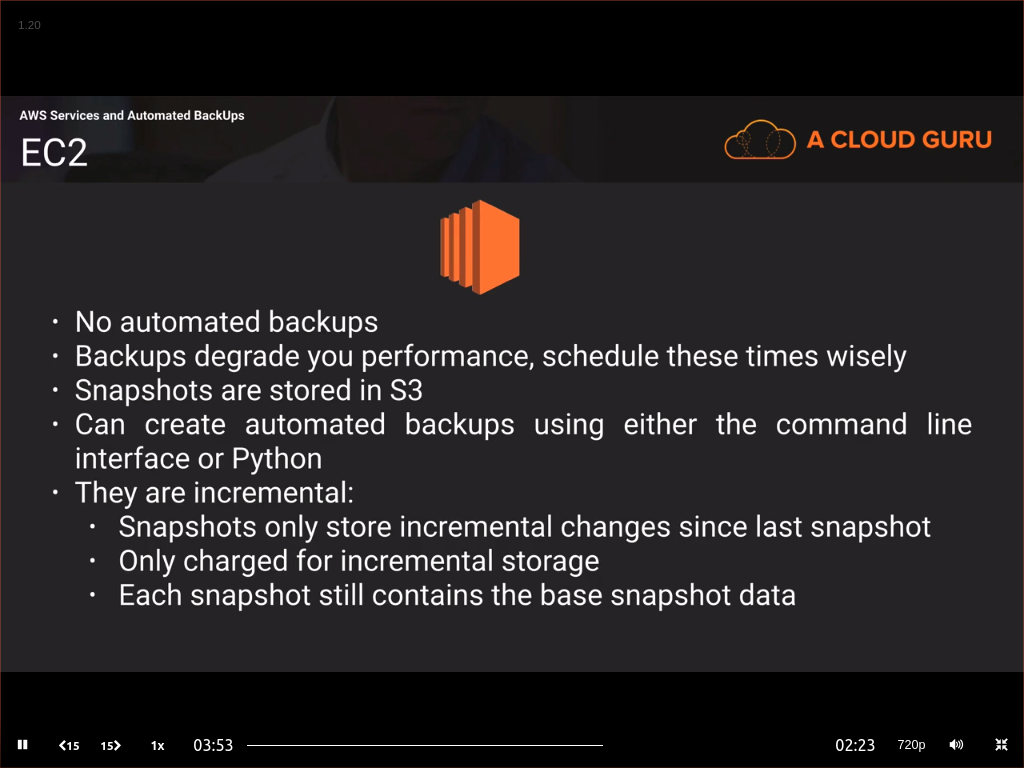 1.20
AWS Services and Automated BackUps
EC2
A CLOUD GURU
• No automated backups
• Backups degrade you performance, schedule these times wisely
• Snapshots are stored in S3
• Can create automated backups using either the command line
interface or Python
• They are incremental:
• Snapshots only store incremental changes since last snapshot
• Only charged for incremental storage
• Each snapshot still contains the base snapshot data
15 15 1x 03:53 02:23 720p